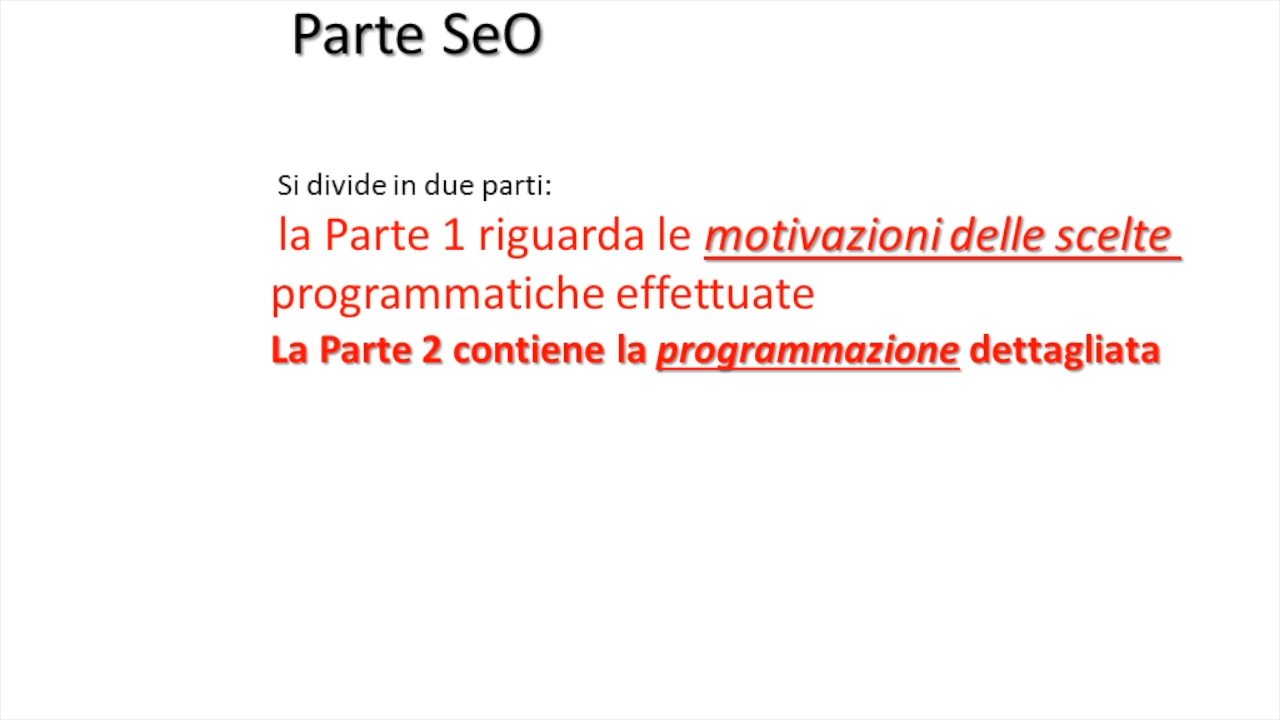 Parte SeO
Si divide in due parti:
la Parte 1 riguarda le motivazioni delle scelte
programmatiche effettuate
La Parte 2 contiene la programmazione dettagliata